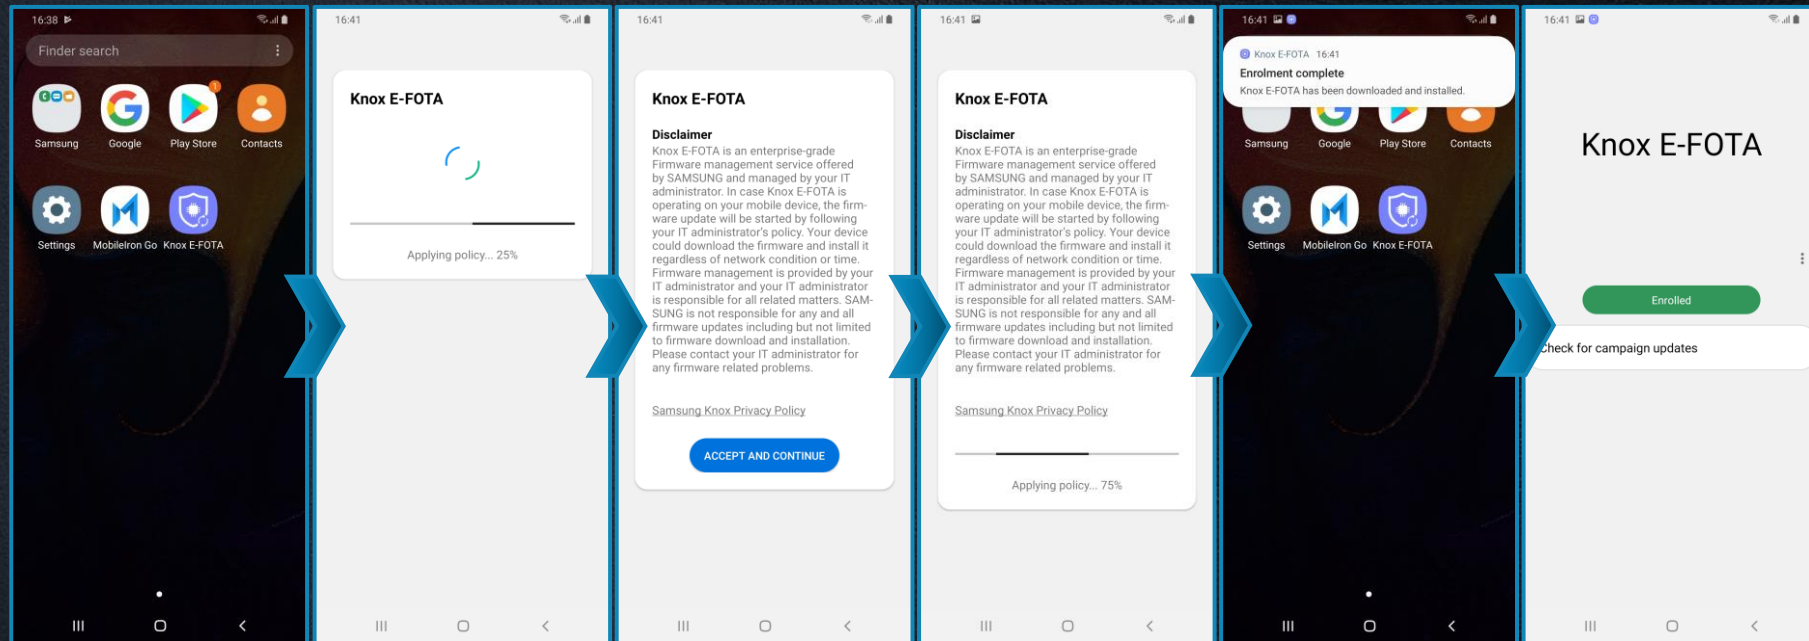 16:38
Finder search
1
Samsung
Google
Play Store
Contacts
Settings
MobileIron Go
Knox E-FOTA
16:41
Knox E-FOTA
Applying policy... 25%
16:41
Knox E-FOTA
Disclaimer
Knox E-FOTA is an enterprise-grade
Firmware management service offered
by SAMSUNG and managed by your IT
administrator. In case Knox E-FOTA is
operating on your mobile device, the firm-
ware update will be started by following
your IT administrator's policy. Your device
could download the firmware and install it
regardless of network condition or time.
Firmware management is provided by your
IT administrator and your IT administrator
is responsible for all related matters. SAM-
SUNG is not responsible for any and all
firmware updates including but not limited
to firmware download and installation.
Please contact your IT administrator for
any firmware related problems.
Samsung Knox Privacy Policy
ACCEPT AND CONTINUE
16:41
Knox E-FOTA
Disclaimer
Knox E-FOTA is an enterprise-grade
Firmware management service offered
by SAMSUNG and managed by your IT
administrator. In case Knox E-FOTA is
operating on your mobile device, the firm-
ware update will be started by following
your IT administrator's policy. Your device
could download the firmware and install it
regardless of network condition or time.
Firmware management is provided by your
IT administrator and your IT administrator
is responsible for all related matters. SAM-
SUNG is not responsible for any and all
firmware updates including but not limited
to firmware download and installation.
Please contact your IT administrator for
any firmware related problems.
Samsung Knox Privacy Policy
Applying policy... 75%
16:41
Knox E-FOTA 16:41
Enrolment complete
Knox E-FOTA has been downloaded and installed.
Samsung
Google
Play Store
Contacts
Settings
MobileIron Go
Knox E-FOTA
16:41
Knox E-FOTA
Enrolled
Check for campaign updates